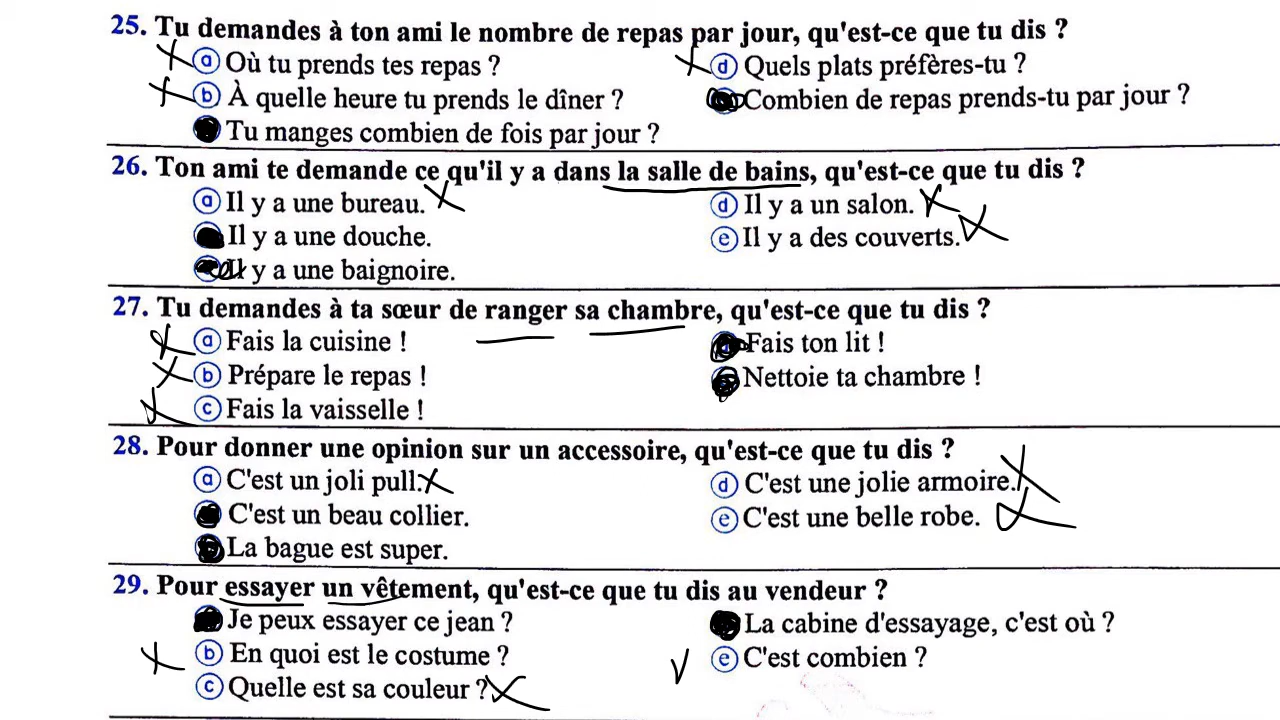 25. Tu demandes à ton ami le nombre de repas par jour, qu'est-ce que tu dis ?
a Où tu prends tes repas ?
d Quels plats préfères-tu ?
b À quelle heure tu prends le dîner ?
Combien de repas prends-tu par jour ?
Tu manges combien de fois par jour ?
26. Ton ami te demande ce qu'il y a dans la salle de bains, qu'est-ce que tu dis ?
a Il y a une bureau.
d Il y a un salon.
Il y a une douche.
e Il y a des couverts.
Il y a une baignoire.
27. Tu demandes à ta sœur de ranger sa chambre, qu'est-ce que tu dis ?
a Fais la cuisine !
Fais ton lit !
b Prépare le repas !
Nettoie ta chambre !
c Fais la vaisselle !
28. Pour donner une opinion sur un accessoire, qu'est-ce que tu dis ?
a C'est un joli pull.
d C'est une jolie armoire.
C'est un beau collier.
e C'est une belle robe.
La bague est super.
29. Pour essayer un vêtement, qu'est-ce que tu dis au vendeur ?
Je peux essayer ce jean ?
La cabine d'essayage, c'est où ?
b En quoi est le costume ?
e C'est combien ?
c Quelle est sa couleur ?